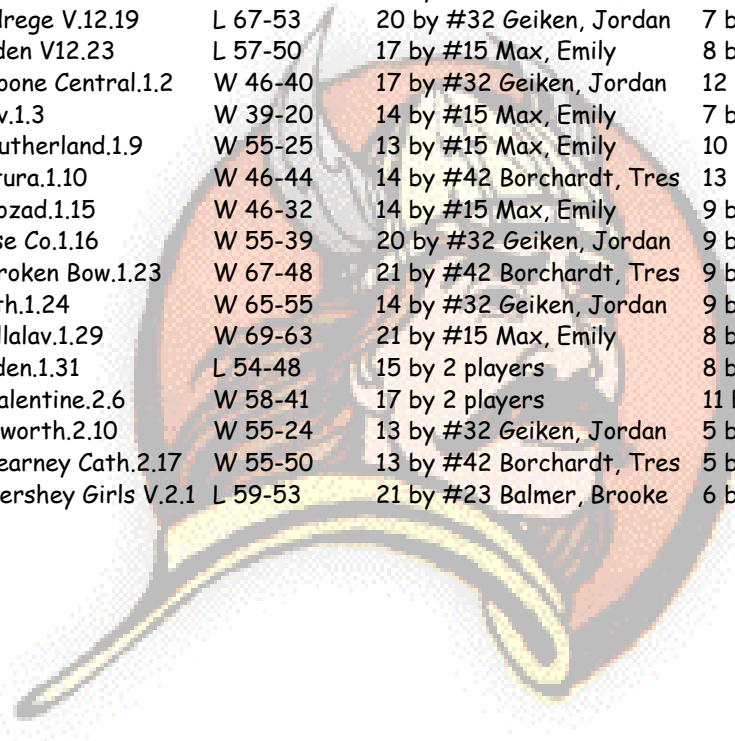 drege V.12.19 L 67-53 20 by #32 Geiken, Jordan 7 b
den V12.23 L 57-50 17 by #15 Max, Emily 8 b
oone Central.1.2 W 46-40 17 by #32 Geiken, Jordan 12
v.1.3 W 39-20 14 by #15 Max, Emily 7 b
utherland.1.9 W 55-25 13 by #15 Max, Emily 10
tura.1.10 W 46-44 14 by #42 Borchardt, Tres 13
ozad.1.15 W 46-32 14 by #15 Max, Emily 9 b
se Co.1.16 W 55-39 20 by #32 Geiken, Jordan 9 b
roken Bow.1.23 W 67-48 21 by #42 Borchardt, Tres 9 b
th.1.24 W 65-55 14 by #32 Geiken, Jordan 9 b
llalav.1.29 W 69-63 21 by #15 Max, Emily 8 b
den.1.31 L 54-48 15 by 2 players 8 b
alentine.2.6 W 58-41 17 by 2 players 11
worth.2.10 W 55-24 13 by #32 Geiken, Jordan 5 b
earney Cath.2.17 W 55-50 13 by #42 Borchardt, Tres 5 b
ershey Girls V.2.1 L 59-53 21 by #23 Balmer, Brooke 6 b